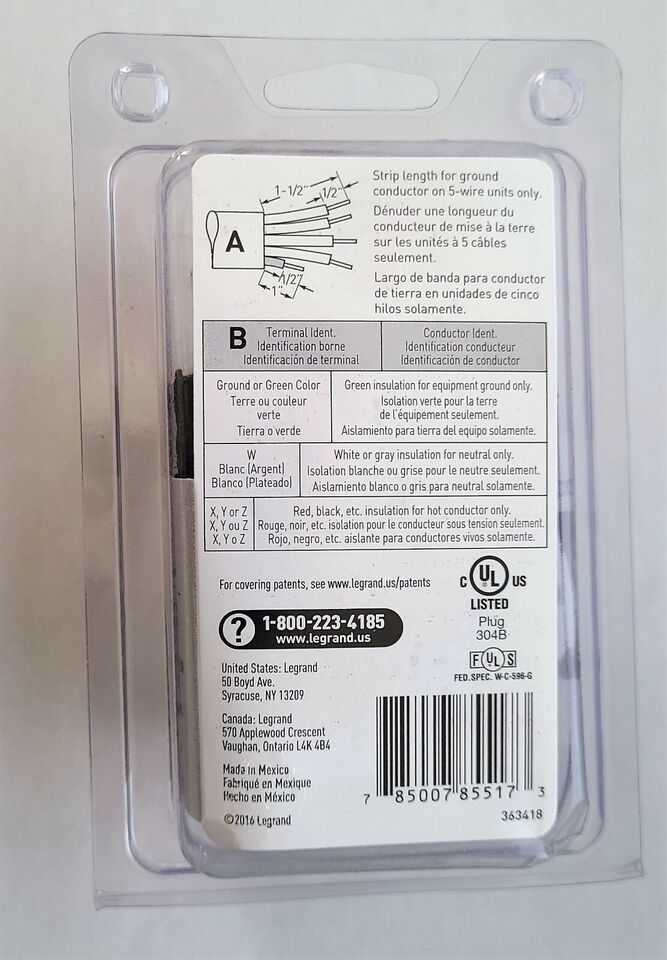 1-1/2"
1/2"
A
1/2"
1"
Strip length for ground
conductor on 5-wire units only.
Dénuder une longueur du
conducteur de mise à la terre
sur les unités à 5 câbles
seulement.
Largo de banda para conductor
de tierra en unidades de cinco
hilos solamente.
B
Terminal Ident.
Identification borne
Identificación de terminal
Conductor Ident.
Identification conducteur
Identificación de conductor
Ground or Green Color
Terre ou couleur
verte
Tierra o verde
Green insulation for equipment ground only.
Isolation verte pour la terre
de l'équipement seulement.
Aislamiento para tierra del equipo solamente.
W
Blanc (Argent)
Blanco (Plateado)
White or gray insulation for neutral only.
Isolation blanche ou grise pour le neutre seulement.
Aislamiento blanco o gris para neutral solamente.
X, Y or Z
X, Y ou Z
X, Y o Z
Red, black, etc. insulation for hot conductor only.
Rouge, noir, etc. isolation pour le conducteur sous tension seulement.
Rojo, negro, etc. aislante para conductores vivos solamente.
For covering patents, see www.legrand.us/patents
C UL US
®
LISTED
Plug
304B
? 1-800-223-4185
www.legrand.us
F UL S
FED. SPEC. W-C-596-G
United States: Legrand
50 Boyd Ave.
Syracuse, NY 13209
Canada: Legrand
570 Applewood Crescent
Vaughan, Ontario L4K 4B4
Made in Mexico
Fabriqué en Mexique
Hecho en México
©2016 Legrand
7 85007 85517 3
363418